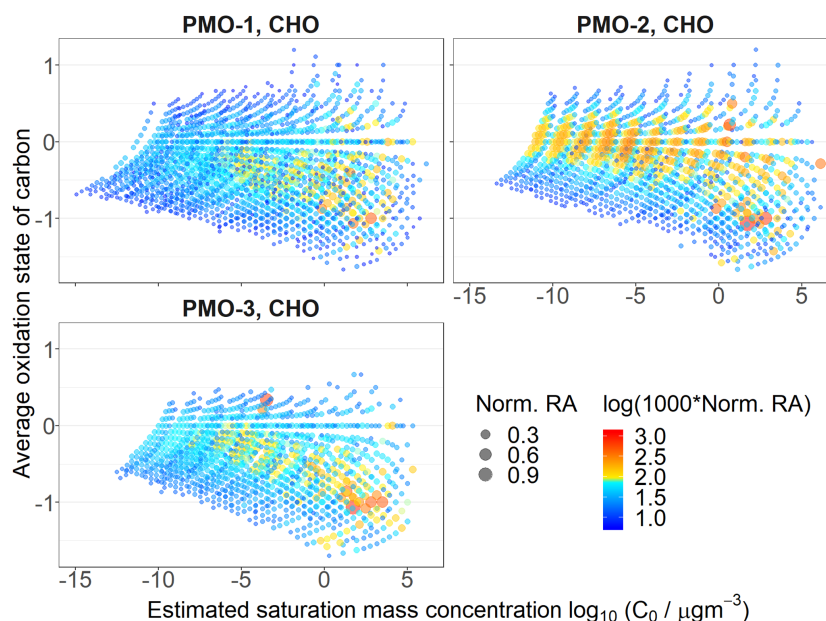 PMO-1, CHO
PMO-2, CHO
1
0
-1
-15 -10 -5 0 5
PMO-3, CHO
1
0
-1
-15 -10 -5 0 5
Average oxidation state of carbon
Estimated saturation mass concentration log₁₀ (C₀ / μgm⁻³)
Norm. RA
0.3
0.6
0.9
log(1000*Norm. RA)
3.0
2.5
2.0
1.5
1.0